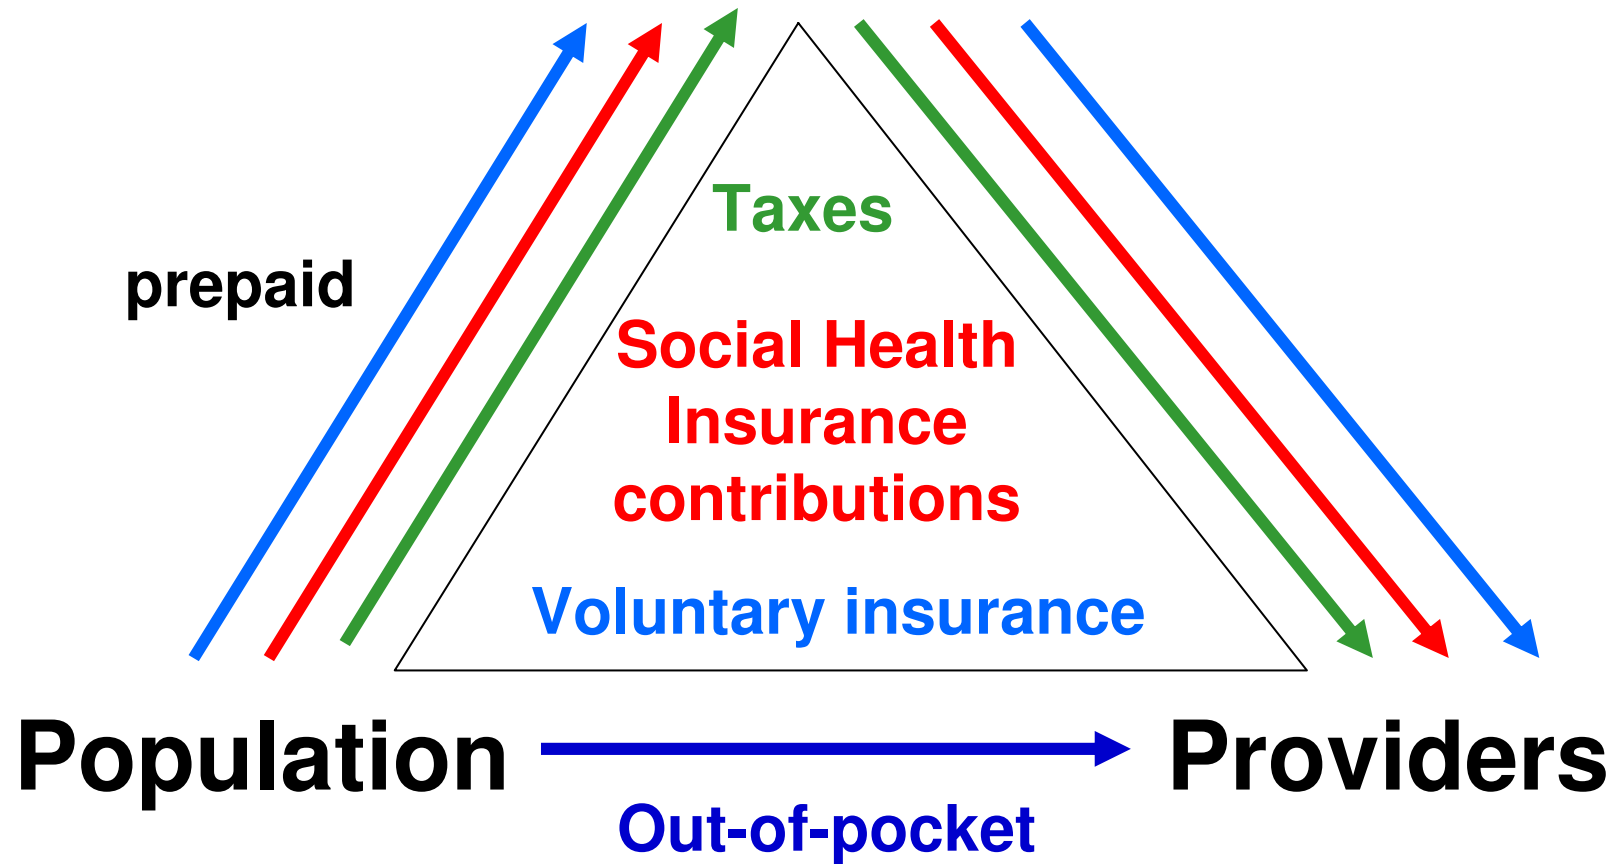 Taxes
prepaid
Social Health
Insurance
contributions
Voluntary insurance
Population
Providers
Out-of-pocket